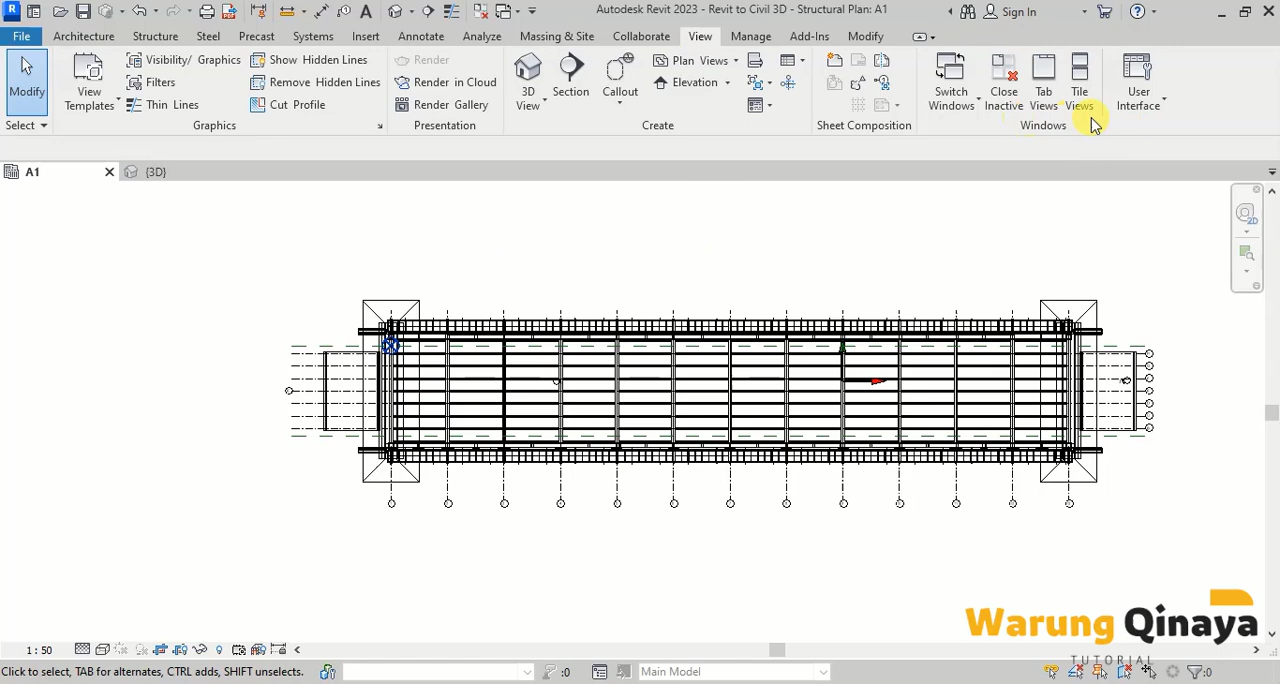 Autodesk Revit 2023 - Revit to Civil 3D - Structural Plan: A1
Sign In
File Architecture Structure Steel Precast Systems Insert Annotate Analyze Massing & Site Collaborate View Manage Add-Ins Modify
Modify
Select
View Templates
Visibility/ Graphics
Filters
Thin Lines
Show Hidden Lines
Remove Hidden Lines
Cut Profile
Graphics
Render
Render in Cloud
Render Gallery
Presentation
3D View
Section
Callout
Plan Views
Elevation
Create
Sheet Composition
Switch Windows
Close Inactive
Tab Views
Tile Views
Windows
User Interface
A1
{3D}
2D
Warung Qinaya
TUTORIAL
1 : 50
Click to select, TAB for alternates, CTRL adds, SHIFT unselects.
:0
Main Model
:0